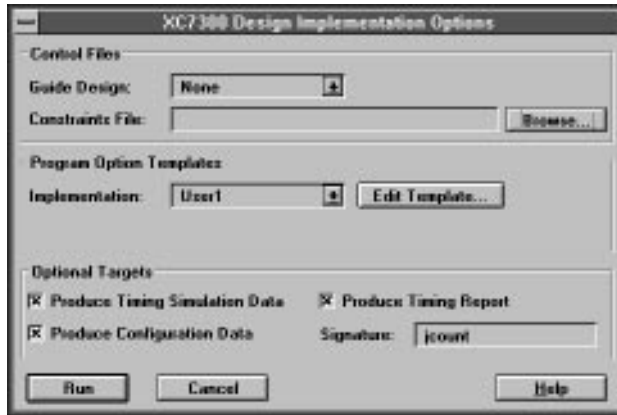 XC7300 Design Implementation Options
Control Files
Guide Design: None
Constraints File: Browse...
Program Option Templates
Implementation: User1 Edit Template...
Optional Targets
Produce Timing Simulation Data Produce Timing Report
Produce Configuration Data Signature: jcount
Run Cancel Help